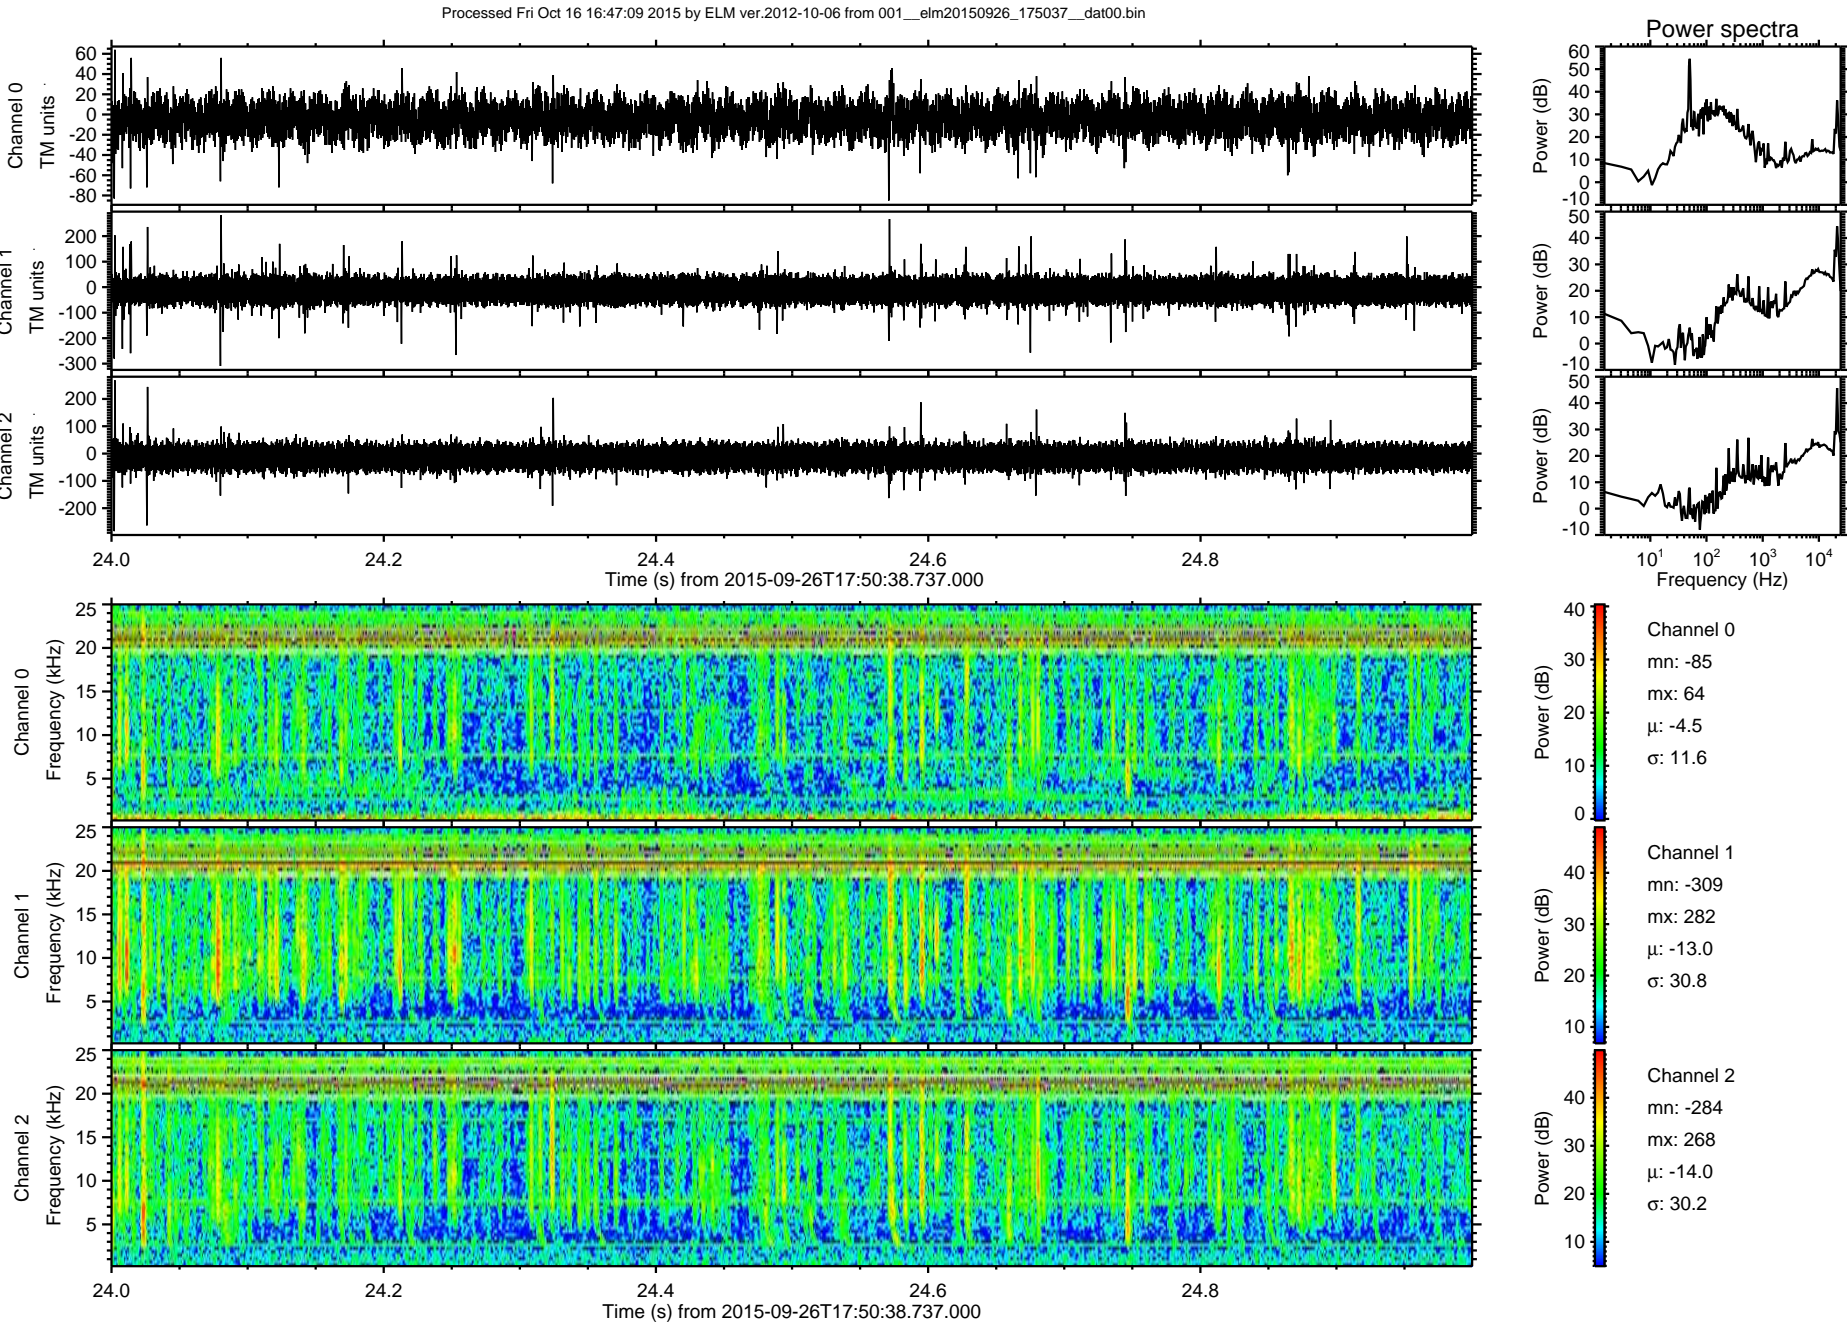 Processed Fri Oct 16 16:47:09 2015 by ELM ver.2012-10-06 from 001__elm20150926_175037__dat00.bin
Power spectra
Channel 0
TM units
60
40
20
0
-20
-40
-60
-80
Power (dB)
60
50
40
30
20
10
0
-10
Channel 1
TM units
200
100
0
-100
-200
-300
Power (dB)
50
40
30
20
10
0
-10
Channel 2
TM units
200
100
0
-100
-200
Power (dB)
50
40
30
20
10
0
-10
24.0 24.2 24.4 24.6 24.8
Time (s) from 2015-09-26T17:50:38.737.000
10^1 10^2 10^3 10^4
Frequency (Hz)
Channel 0
Frequency (kHz)
25
20
15
10
5
Power (dB)
40
30
20
10
0
Channel 0
mn: -85
mx: 64
μ: -4.5
σ: 11.6
Channel 1
Frequency (kHz)
25
20
15
10
5
Power (dB)
40
30
20
10
Channel 1
mn: -309
mx: 282
μ: -13.0
σ: 30.8
Channel 2
Frequency (kHz)
25
20
15
10
5
Power (dB)
40
30
20
10
Channel 2
mn: -284
mx: 268
μ: -14.0
σ: 30.2
24.0 24.2 24.4 24.6 24.8
Time (s) from 2015-09-26T17:50:38.737.000